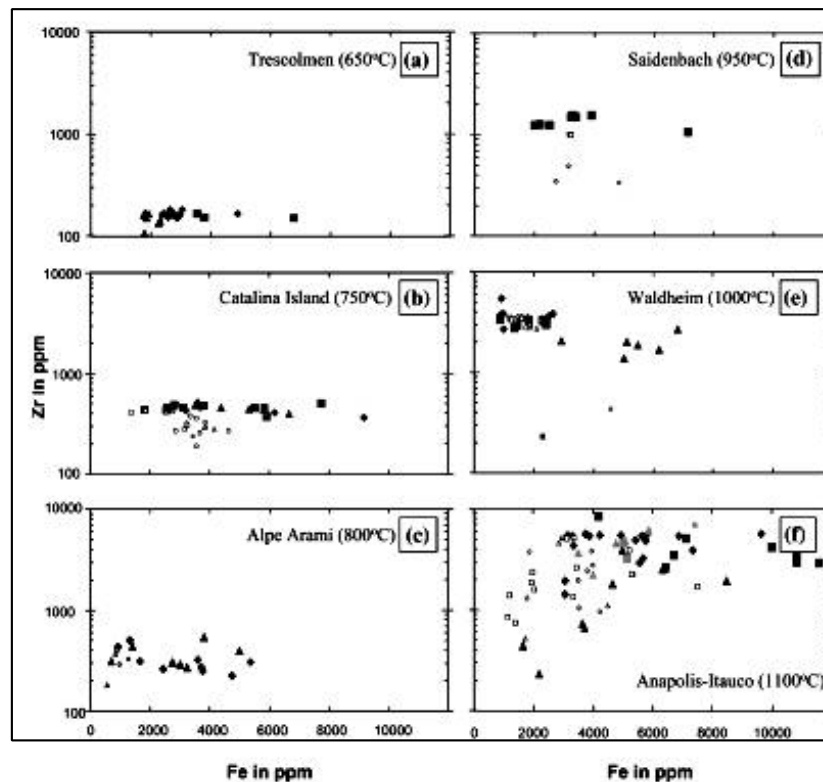 10000
Trescolmen (650°C) (a)
1000
100
Saidenbach (950°C) (d)
10000
Catalina Island (750°C) (b)
1000
100
Waldheim (1000°C) (e)
10000
Alpe Arami (800°C) (c)
1000
100
0 2000 4000 6000 8000 10000
(f)
Anapolis-Itauco (1100°C)
0 2000 4000 6000 8000 10000
Zr in ppm
Fe in ppm
Fe in ppm